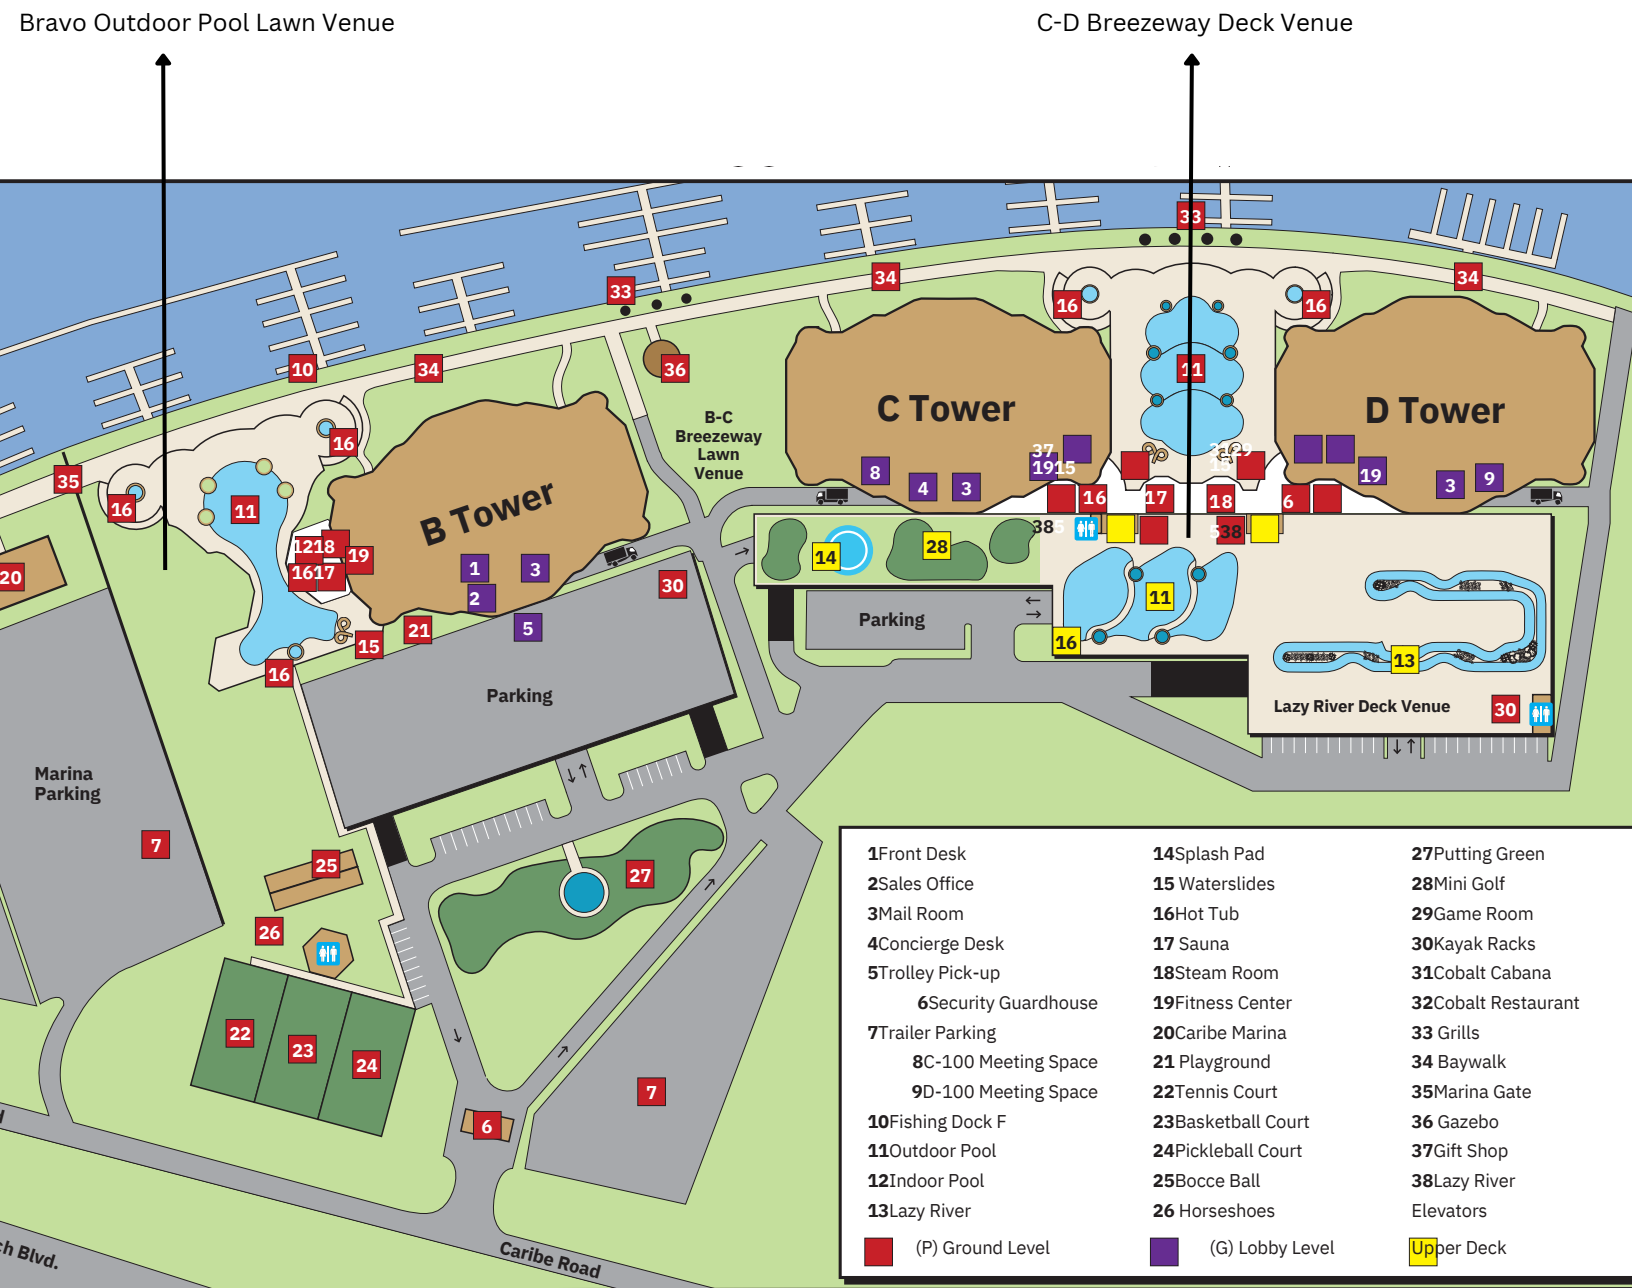 Bravo Outdoor Pool Lawn Venue
C-D Breezeway Deck Venue
33
34
34
16
16
33
11
10
34
36
C Tower
D Tower
B-C
Breezeway
Lawn
Venue
16
35
16
11
B Tower
37
1915
8
4
3
19
3
9
16
17
18
6
38
538
14
28
1218
19
1617
1
3
2
5
30
20
21
15
16
Parking
←
→
11
16
13
Lazy River Deck Venue
30
↓↑
Parking
↓↑
Marina
Parking
7
25
26
27
22
23
24
7
6
Caribe Road
ch Blvd.
1Front Desk
2Sales Office
3Mail Room
4Concierge Desk
5Trolley Pick-up
6Security Guardhouse
7Trailer Parking
8C-100 Meeting Space
9D-100 Meeting Space
10Fishing Dock F
11Outdoor Pool
12Indoor Pool
13Lazy River
14Splash Pad
15 Waterslides
16Hot Tub
17 Sauna
18Steam Room
19Fitness Center
20Caribe Marina
21 Playground
22Tennis Court
23Basketball Court
24Pickleball Court
25Bocce Ball
26 Horseshoes
27Putting Green
28Mini Golf
29Game Room
30Kayak Racks
31Cobalt Cabana
32Cobalt Restaurant
33 Grills
34 Baywalk
35Marina Gate
36 Gazebo
37Gift Shop
38Lazy River
Elevators
(P) Ground Level
(G) Lobby Level
Upper Deck